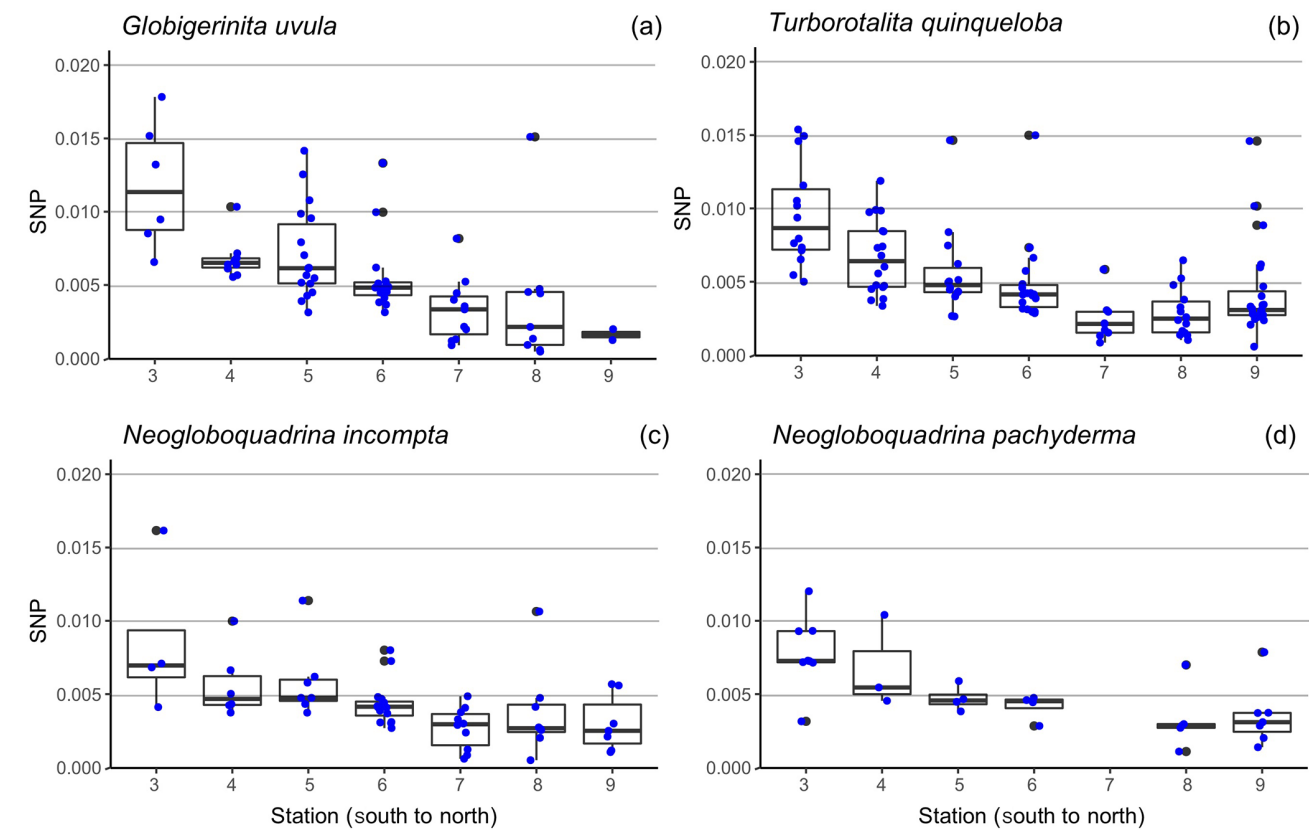 Globigerinita uvula (a)
SNP
0.020
0.015
0.010
0.005
0.000
3 4 5 6 7 8 9
Turborotalita quinqueloba (b)
SNP
0.020
0.015
0.010
0.005
0.000
3 4 5 6 7 8 9
Neogloboquadrina incompta (c)
SNP
0.020
0.015
0.010
0.005
0.000
3 4 5 6 7 8 9
Station (south to north)
Neogloboquadrina pachyderma (d)
0.020
0.015
0.010
0.005
0.000
3 4 5 6 7 8 9
Station (south to north)